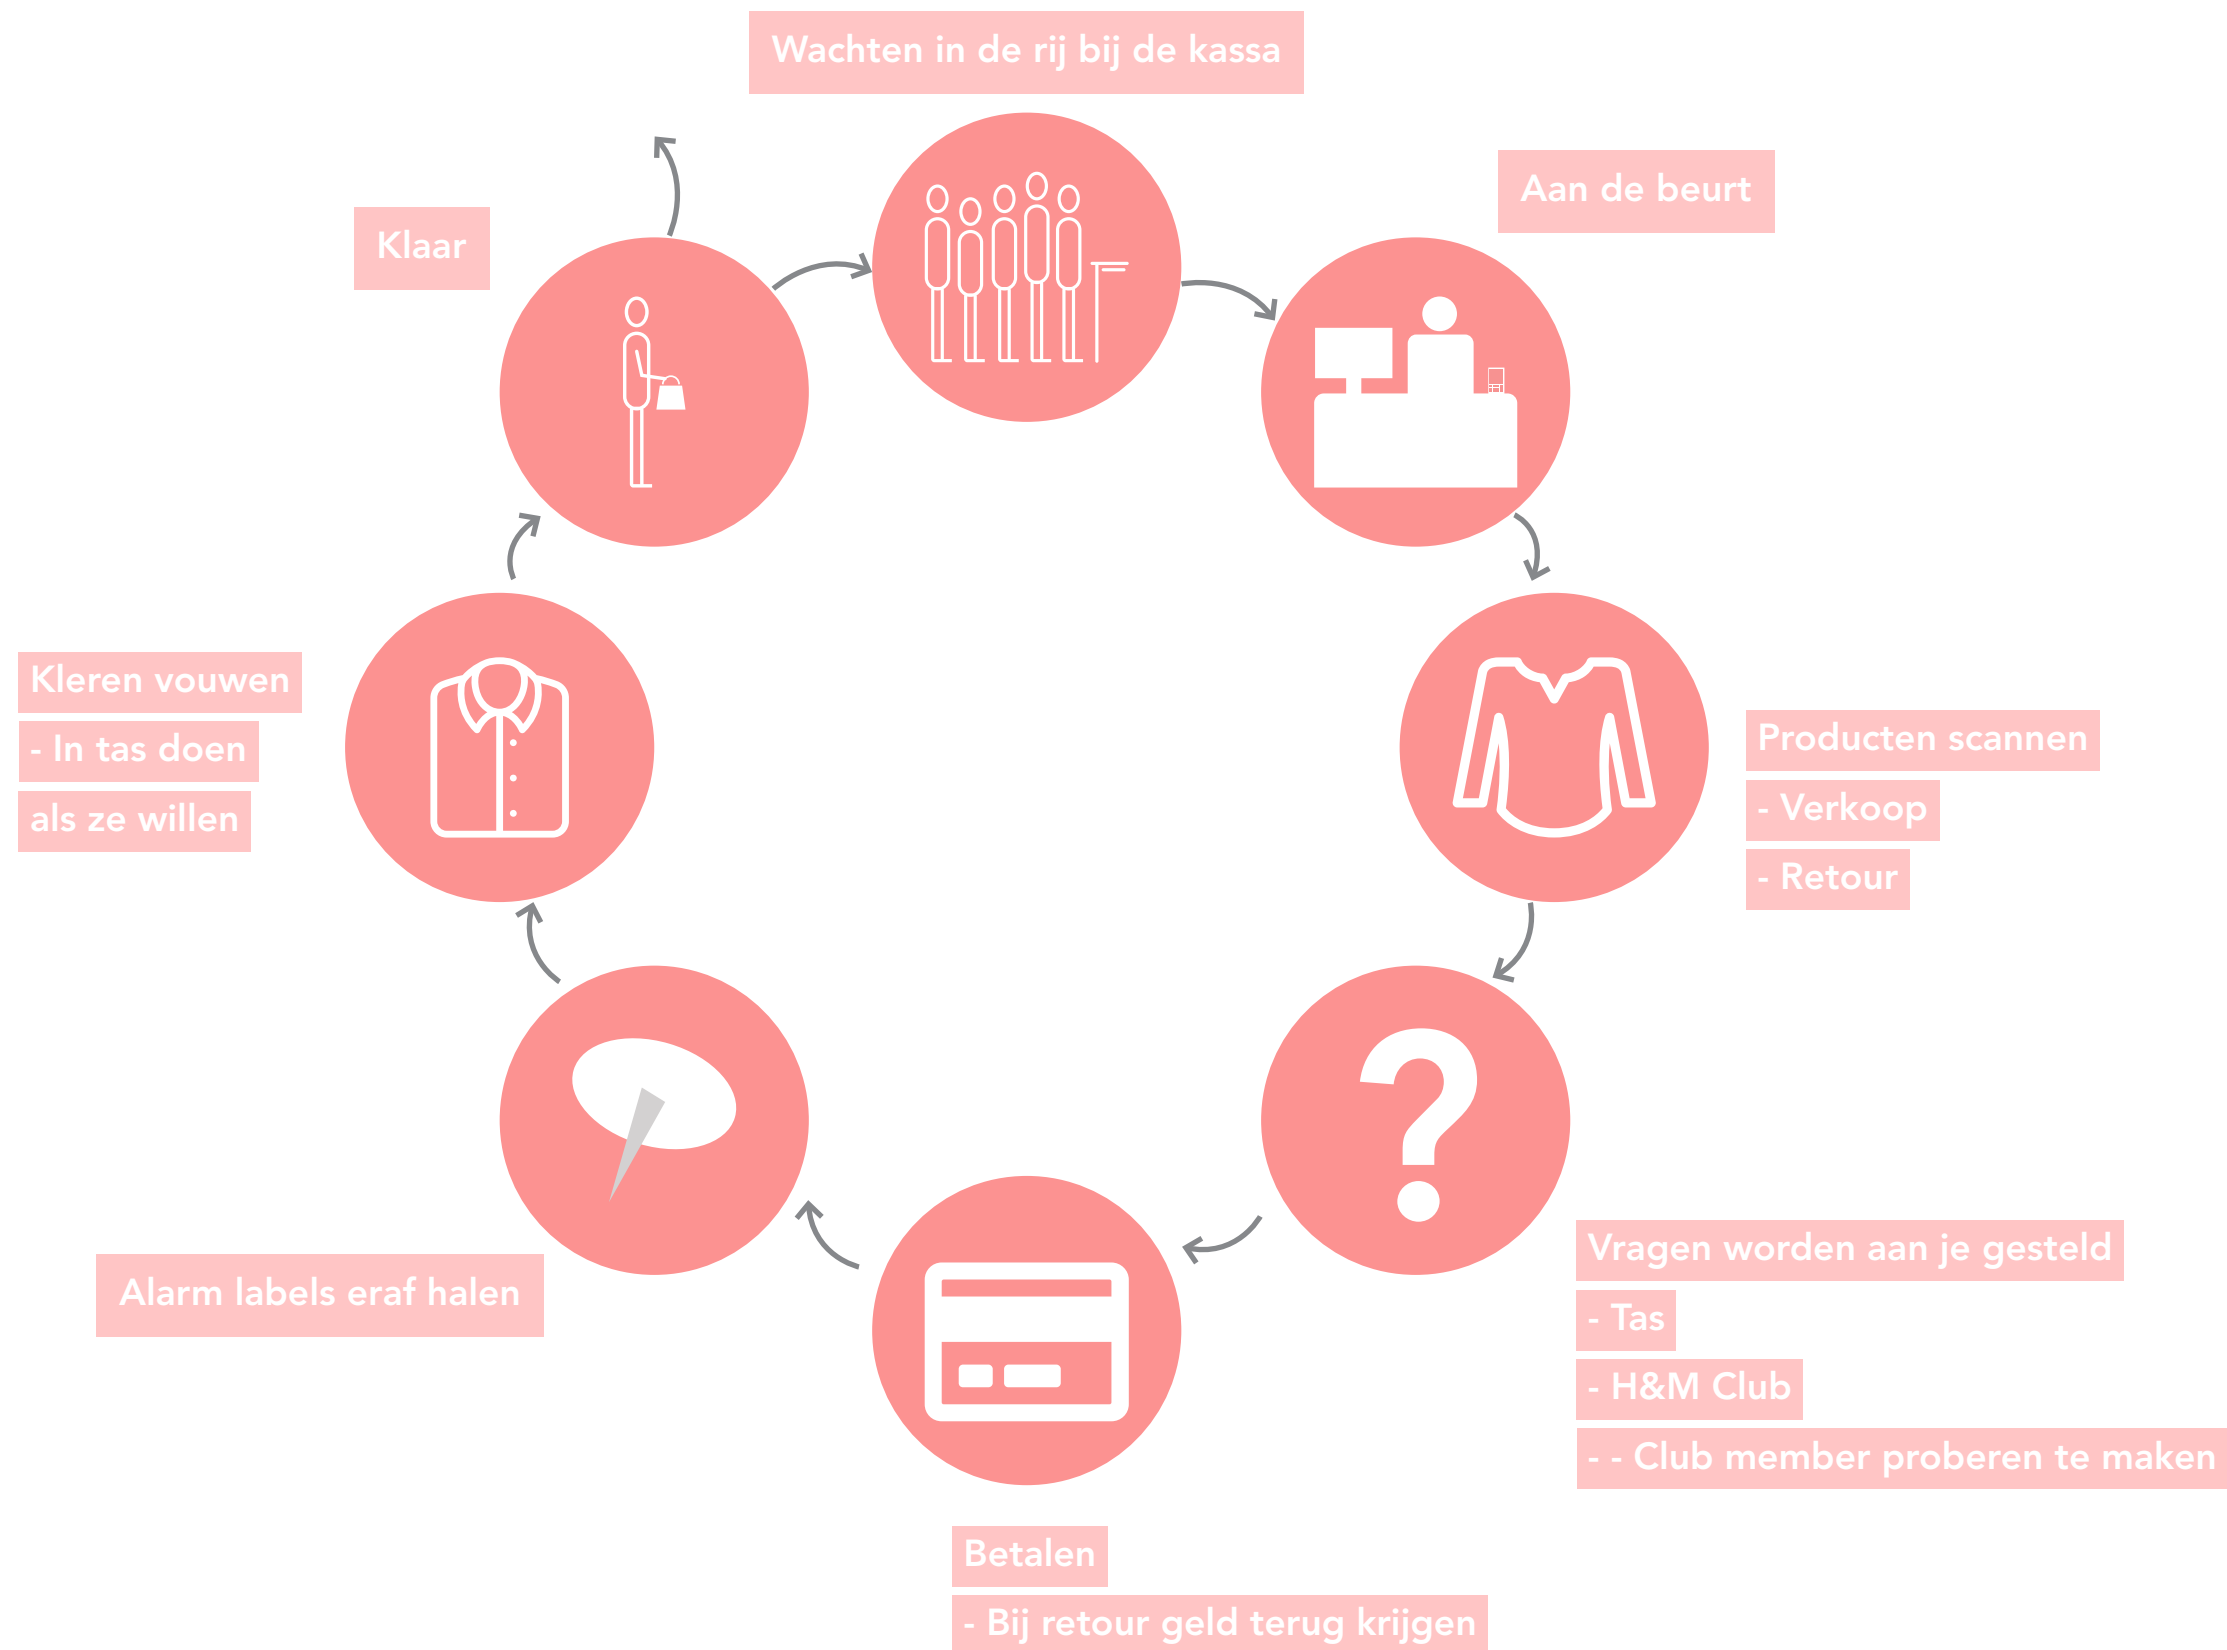 Wachten in de rij bij de kassa
Aan de beurt
Producten scannen
- Verkoop
- Retour
Vragen worden aan je gesteld
- Tas
- H&M Club
- - Club member proberen te maken
Betalen
- Bij retour geld terug krijgen
Alarm labels eraf halen
Kleren vouwen
- In tas doen
als ze willen
Klaar